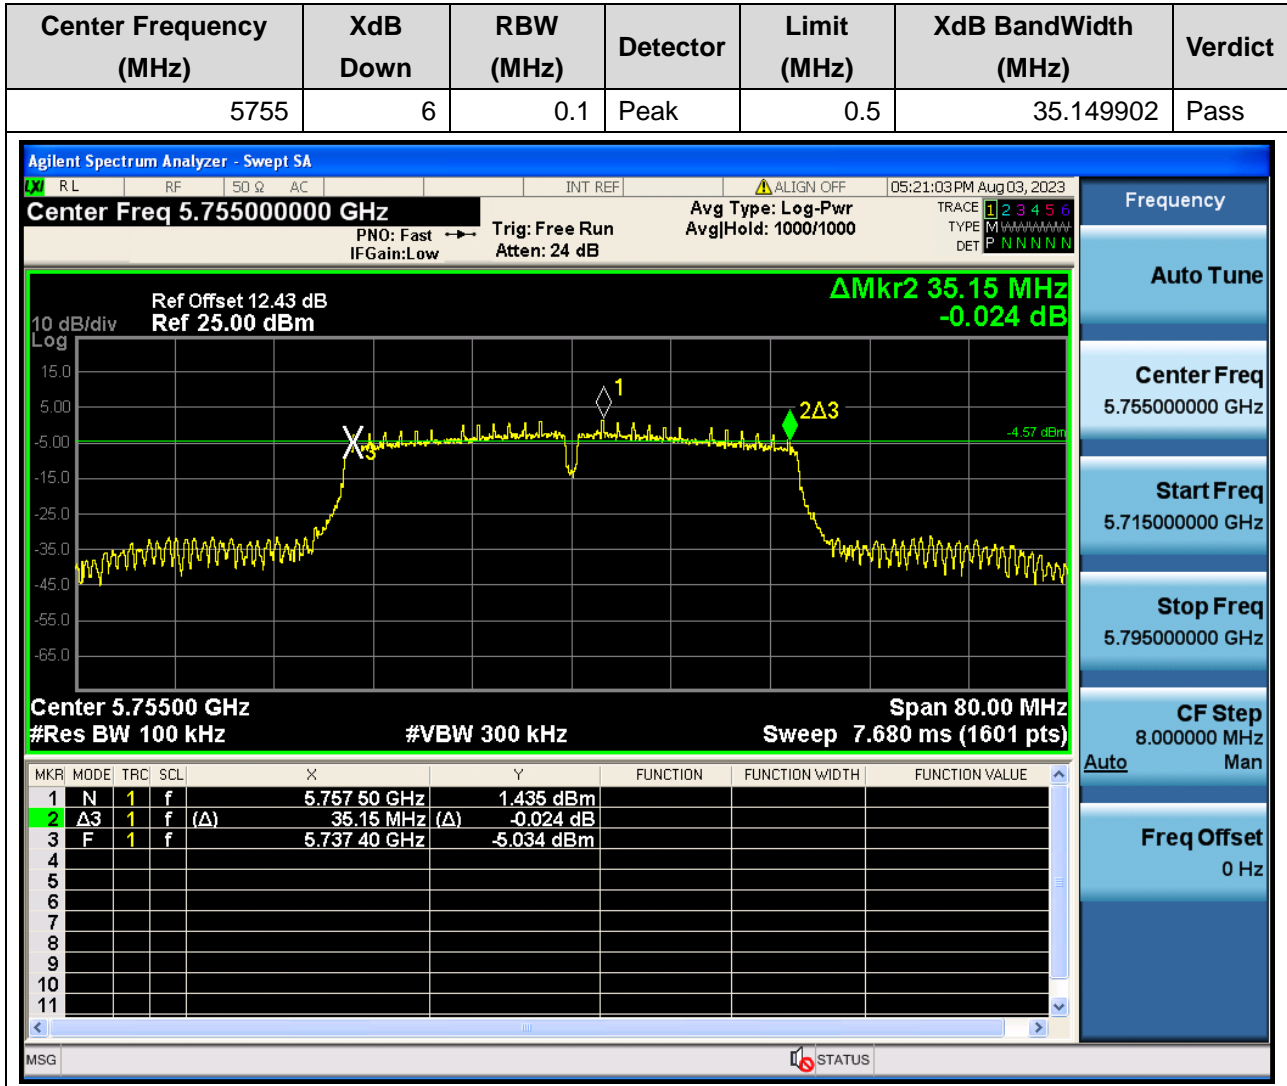 Center Frequency (MHz) XdB Down RBW (MHz) Detector Limit (MHz) XdB BandWidth (MHz) Verdict
5755 6 0.1 Peak 0.5 35.149902 Pass
Agilent Spectrum Analyzer - Swept SA
LXI RL RF 50 Ω AC INT REF ALIGN OFF 05:21:03 PM Aug 03, 2023
Center Freq 5.755000000 GHz
PNO: Fast
IFGain:Low
Trig: Free Run
Atten: 24 dB
Avg Type: Log-Pwr
Avg|Hold: 1000/1000
TRACE 1 2 3 4 5 6
TYPE M
DET P N N N N N
Ref Offset 12.43 dB
Ref 25.00 dBm
10 dB/div
Log
ΔMkr2 35.15 MHz
-0.024 dB
15.0
5.00
-5.00
-15.0
-25.0
-35.0
-45.0
-55.0
-65.0
1
2Δ3
3
-4.57 dBm
Center 5.75500 GHz
Span 80.00 MHz
#Res BW 100 kHz
#VBW 300 kHz
Sweep 7.680 ms (1601 pts)
MKR MODE TRC SCL X Y FUNCTION FUNCTION WIDTH FUNCTION VALUE
1 N 1 f 5.757 50 GHz 1.435 dBm
2 Δ3 1 f (Δ) 35.15 MHz (Δ) -0.024 dB
3 F 1 f 5.737 40 GHz -5.034 dBm
4
5
6
7
8
9
10
11
MSG
STATUS
Frequency
Auto Tune
Center Freq
5.755000000 GHz
Start Freq
5.715000000 GHz
Stop Freq
5.795000000 GHz
CF Step
8.000000 MHz
Auto Man
Freq Offset
0 Hz